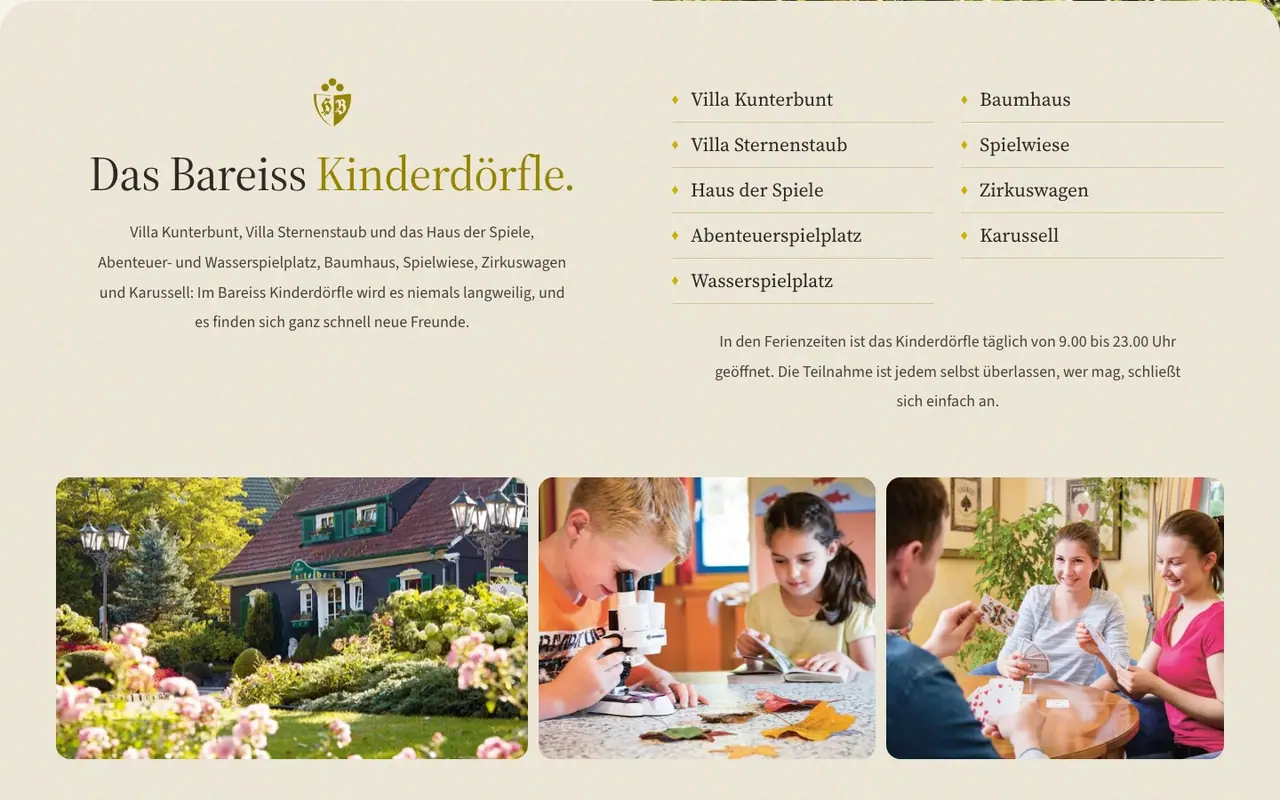 HB
Das Bareiss Kinderdörfle.
Villa Kunterbunt, Villa Sternenstaub und das Haus der Spiele,
Abenteuer- und Wasserspielplatz, Baumhaus, Spielwiese, Zirkuswagen
und Karussell: Im Bareiss Kinderdörfle wird es niemals langweilig, und
es finden sich ganz schnell neue Freunde.
Villa Kunterbunt
Villa Sternenstaub
Haus der Spiele
Abenteuerspielplatz
Wasserspielplatz
Baumhaus
Spielwiese
Zirkuswagen
Karussell
In den Ferienzeiten ist das Kinderdörfle täglich von 9.00 bis 23.00 Uhr
geöffnet. Die Teilnahme ist jedem selbst überlassen, wer mag, schließt
sich einfach an.